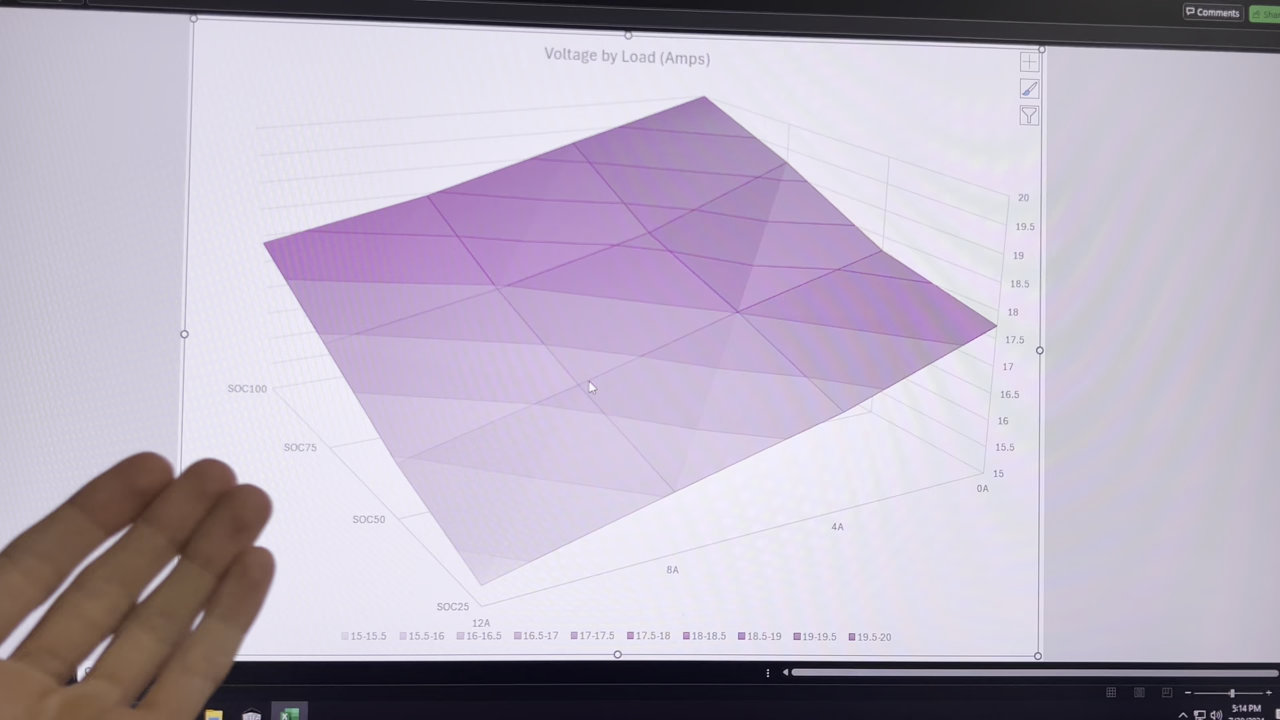 Comments
Voltage by Load (Amps)
20
19.5
19
18.5
18
17.5
17
16.5
16
15.5
15
SOC100
SOC75
SOC50
SOC25
0A
4A
8A
12A
15-15.5 15.5-16 16-16.5 16.5-17 17-17.5 17.5-18 18-18.5 18.5-19 19-19.5 19.5-20
5:14 PM